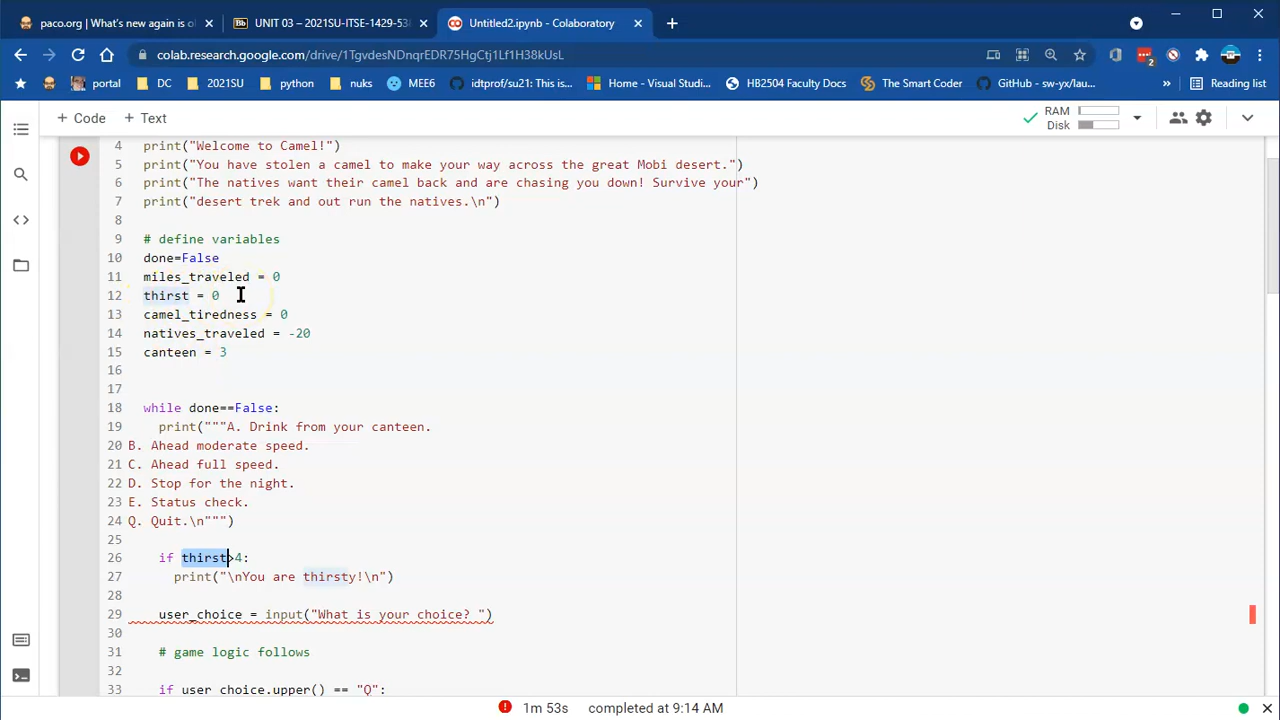 paco.org | What's new again is o
UNIT 03 – 2021SU-ITSE-1429-53
Untitled2.ipynb - Colaboratory
colab.research.google.com/drive/1TgvdesNDnqrEDR75HgCtj1Lf1H38kUsL
portal
DC
2021SU
python
nuks
MEE6
idtprof/su21: This is...
Home - Visual Studi...
HB2504 Faculty Docs
The Smart Coder
GitHub - sw-yx/lau...
Reading list
+ Code
+ Text
RAM
Disk
4 print("Welcome to Camel!")
5 print("You have stolen a camel to make your way across the great Mobi desert.")
6 print("The natives want their camel back and are chasing you down! Survive your")
7 print("desert trek and out run the natives.\n")
8
9 # define variables
10 done=False
11 miles_traveled = 0
12 thirst = 0
13 camel_tiredness = 0
14 natives_traveled = -20
15 canteen = 3
16
17
18 while done==False:
19 print("""A. Drink from your canteen.
20 B. Ahead moderate speed.
21 C. Ahead full speed.
22 D. Stop for the night.
23 E. Status check.
24 Q. Quit.\n""")
25
26 if thirst>4:
27 print("\nYou are thirsty!\n")
28
29 user_choice = input("What is your choice? ")
30
31 # game logic follows
32
33 if user_choice.upper() == "Q":
1m 53s completed at 9:14 AM